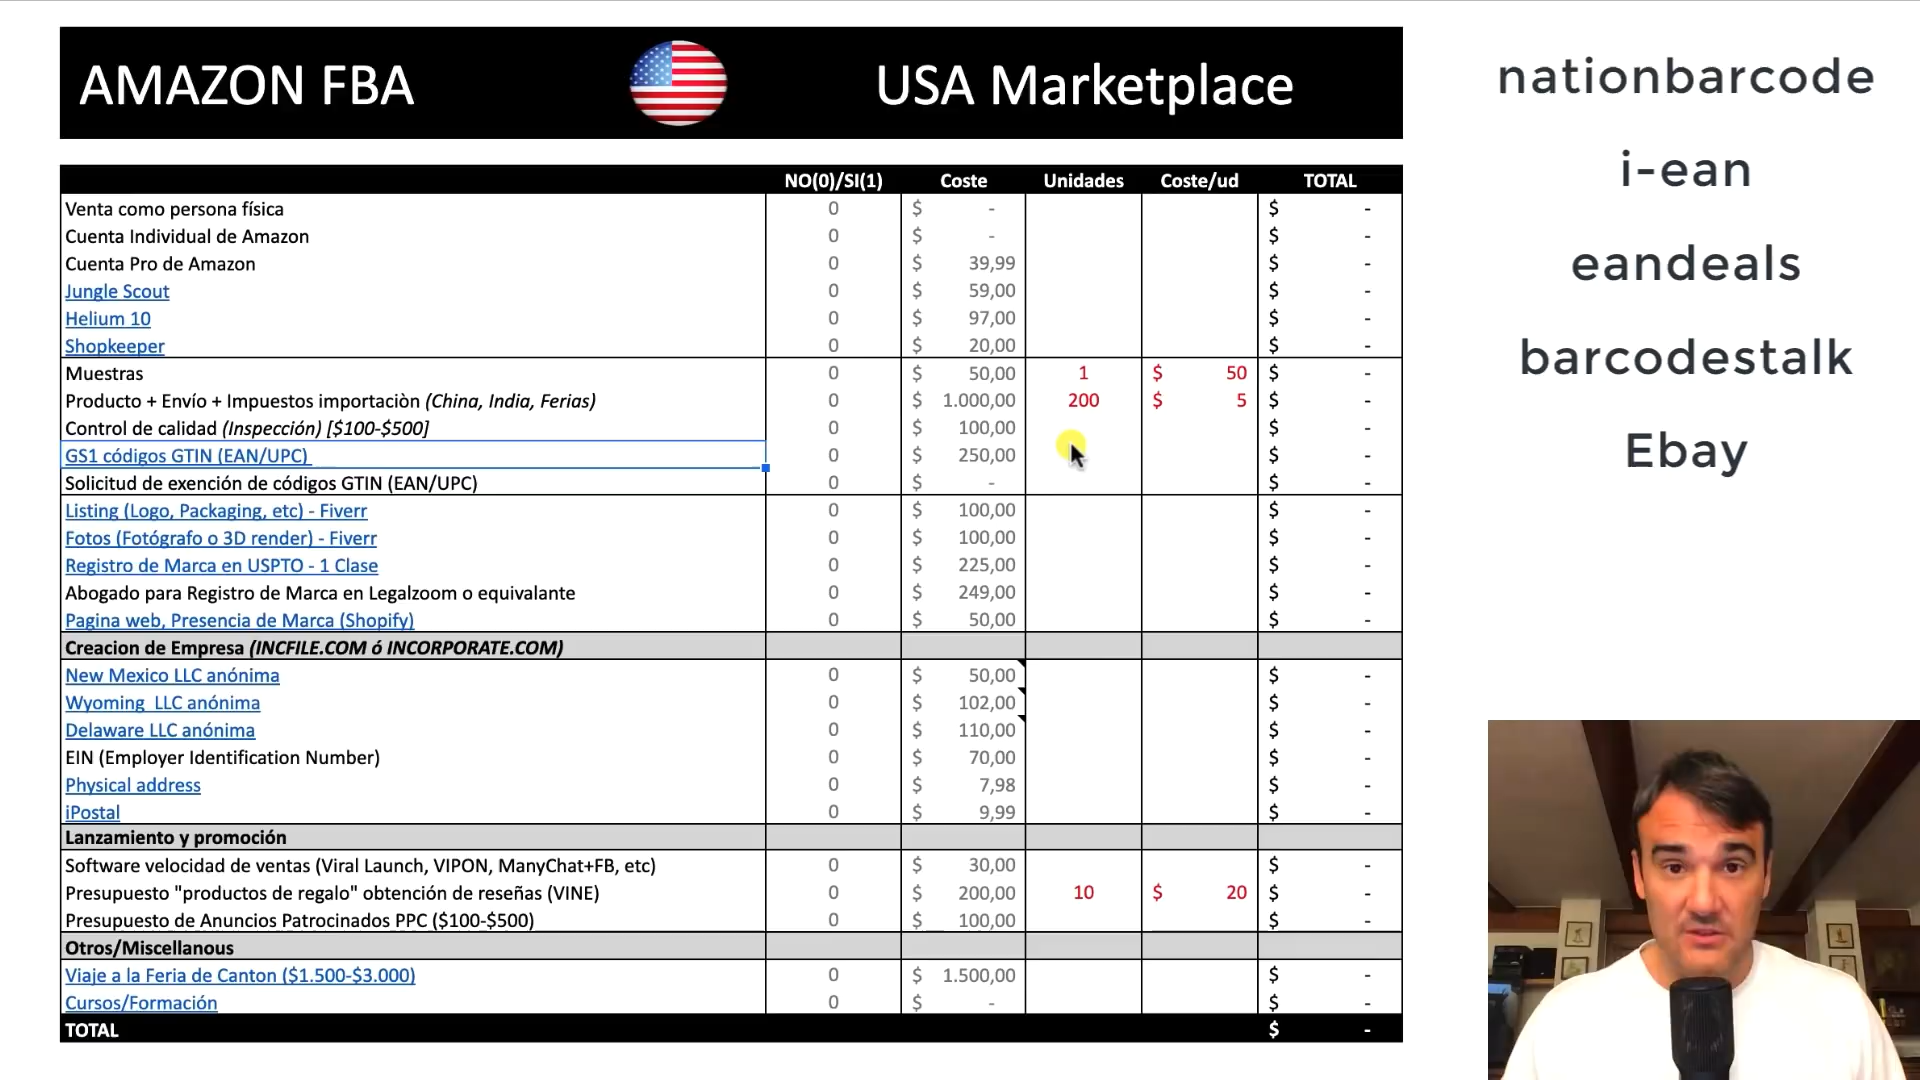 AMAZON FBA USA Marketplace
NO(0)/SI(1) Coste Unidades Coste/ud TOTAL
Venta como persona física 0 $ - $ -
Cuenta Individual de Amazon 0 $ - $ -
Cuenta Pro de Amazon 0 $ 39,99 $ -
Jungle Scout 0 $ 59,00 $ -
Helium 10 0 $ 97,00 $ -
Shopkeeper 0 $ 20,00 $ -
Muestras 0 $ 50,00 1 $ 50 $ -
Producto + Envío + Impuestos importaciòn (China, India, Ferias) 0 $ 1.000,00 200 $ 5 $ -
Control de calidad (Inspección) [$100-$500] 0 $ 100,00 $ -
GS1 códigos GTIN (EAN/UPC) 0 $ 250,00 $ -
Solicitud de exención de códigos GTIN (EAN/UPC) 0 $ - $ -
Listing (Logo, Packaging, etc) - Fiverr 0 $ 100,00 $ -
Fotos (Fotógrafo o 3D render) - Fiverr 0 $ 100,00 $ -
Registro de Marca en USPTO - 1 Clase 0 $ 225,00 $ -
Abogado para Registro de Marca en Legalzoom o equivalante 0 $ 249,00 $ -
Pagina web, Presencia de Marca (Shopify) 0 $ 50,00 $ -
Creacion de Empresa (INCFILE.COM ó INCORPORATE.COM)
New Mexico LLC anónima 0 $ 50,00 $ -
Wyoming LLC anónima 0 $ 102,00 $ -
Delaware LLC anónima 0 $ 110,00 $ -
EIN (Employer Identification Number) 0 $ 70,00 $ -
Physical address 0 $ 7,98 $ -
iPostal 0 $ 9,99 $ -
Lanzamiento y promoción
Software velocidad de ventas (Viral Launch, VIPON, ManyChat+FB, etc) 0 $ 30,00 $ -
Presupuesto "productos de regalo" obtención de reseñas (VINE) 0 $ 200,00 10 $ 20 $ -
Presupuesto de Anuncios Patrocinados PPC ($100-$500) 0 $ 100,00 $ -
Otros/Miscellanous
Viaje a la Feria de Canton ($1.500-$3.000) 0 $ 1.500,00 $ -
Cursos/Formación 0 $ - $ -
TOTAL $ -
nationbarcode
i-ean
eandeals
barcodestalk
Ebay